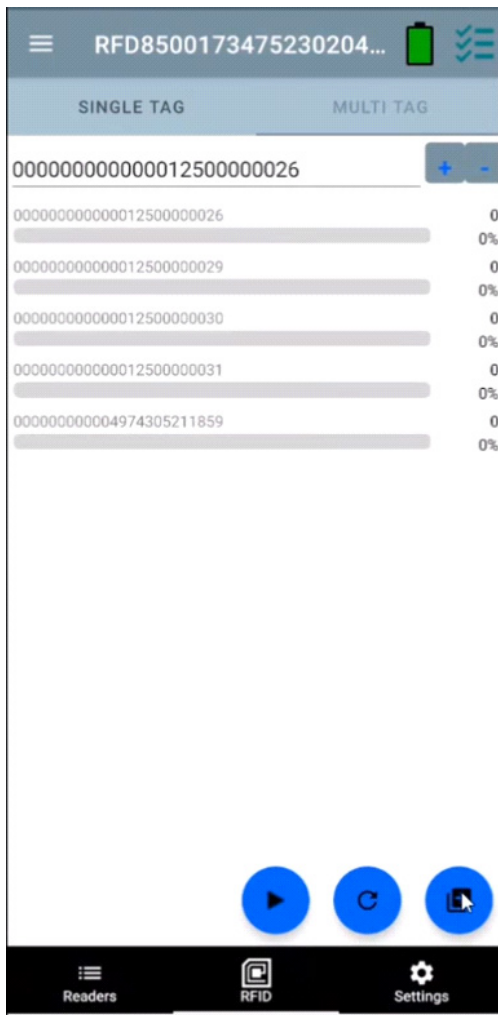 RFD8500173475230204...
SINGLE TAG
MULTI TAG
000000000000012500000026
+ -
000000000000012500000026 0
0%
000000000000012500000029 0
0%
000000000000012500000030 0
0%
000000000000012500000031 0
0%
000000000004974305211859 0
0%
Readers
RFID
Settings